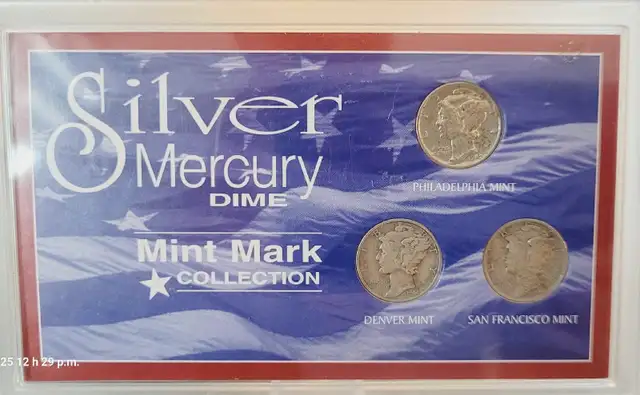 Silver
Mercury
DIME
Mint Mark
COLLECTION
PHILADELPHIA MINT
DENVER MINT
SAN FRANCISCO MINT
25 12 h 29 p.m.